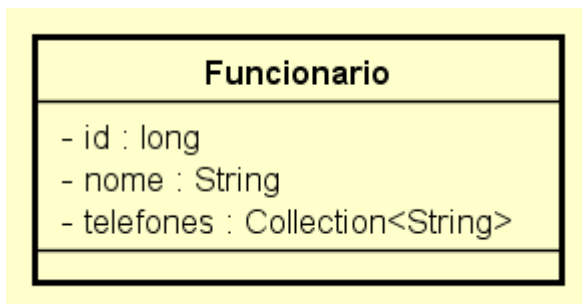 Funcionario
- id : long
- nome : String
- telefones : Collection<String>